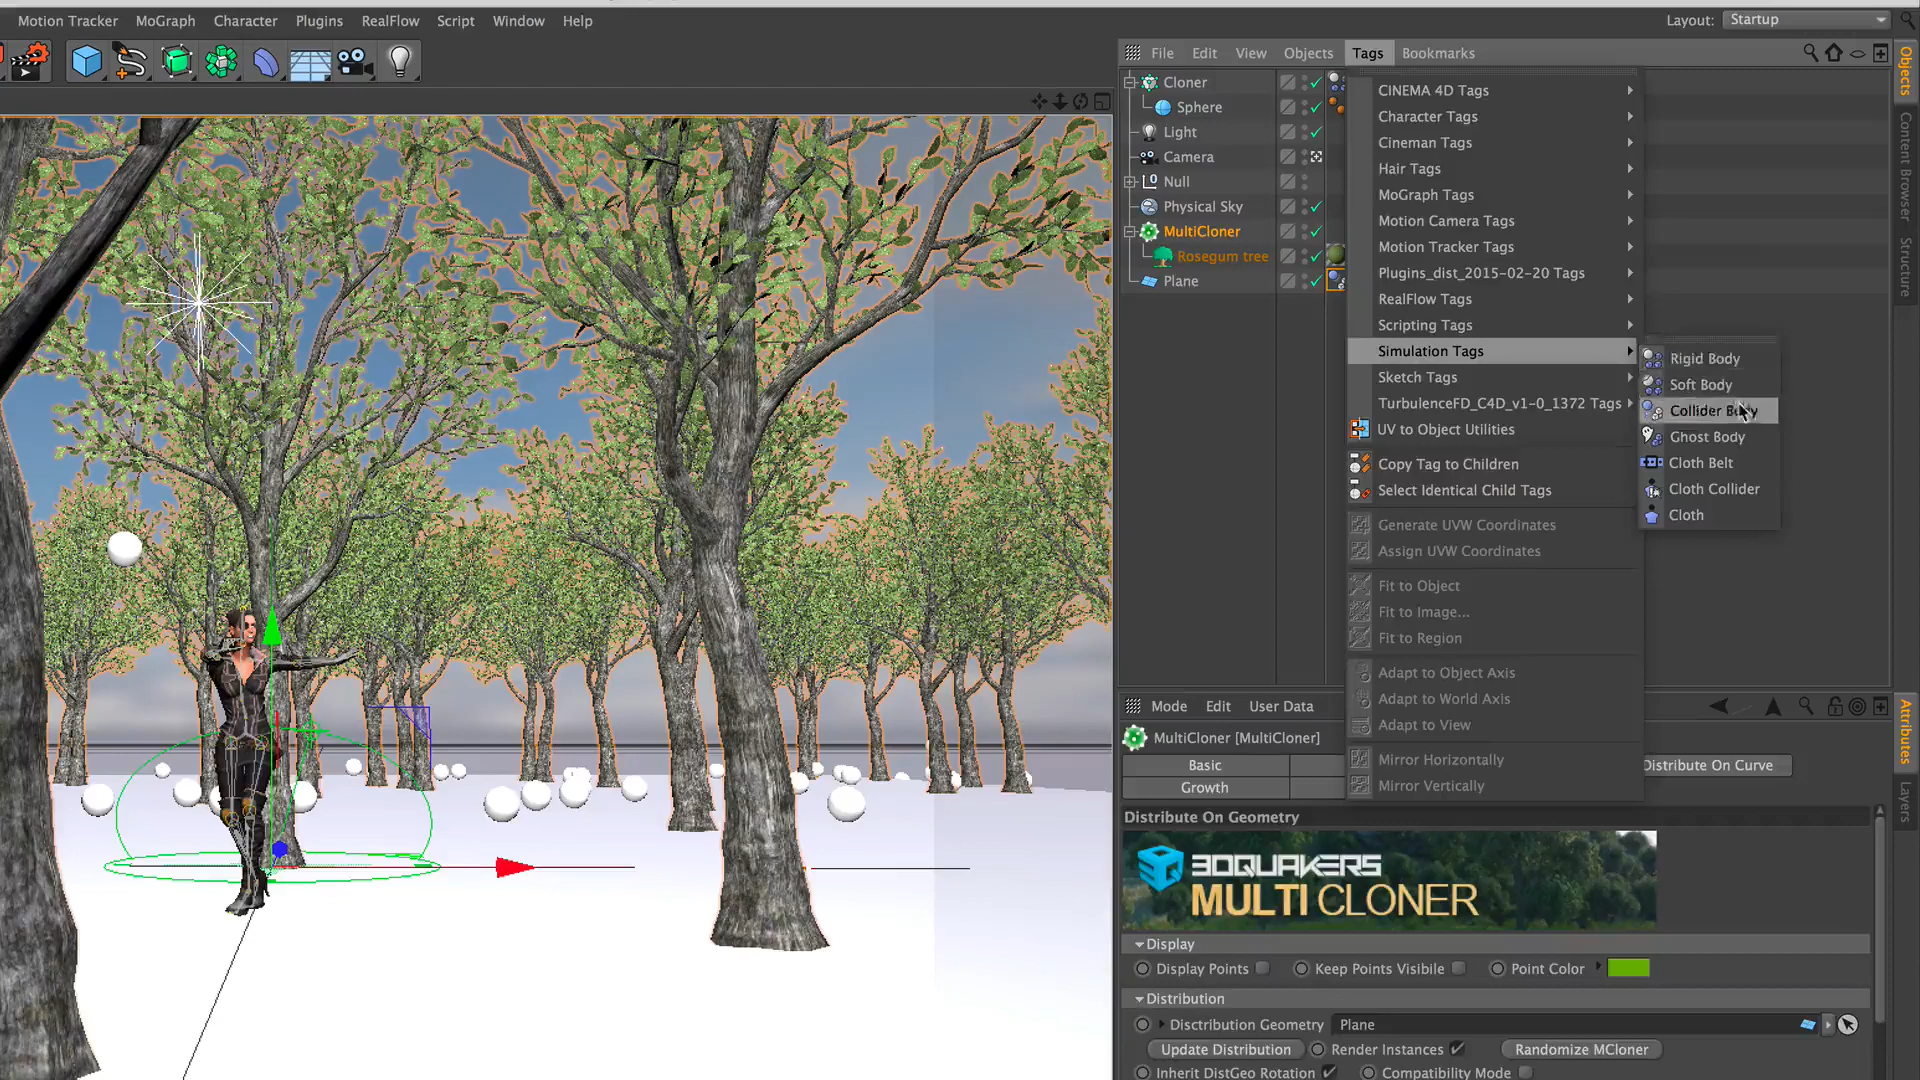 Motion Tracker MoGraph Character Plugins RealFlow Script Window Help
Layout: Startup
File Edit View Objects Tags Bookmarks
Cloner
Sphere
Light
Camera
Null
Physical Sky
MultiCloner
Rosegum tree
Plane
CINEMA 4D Tags
Character Tags
Cineman Tags
Hair Tags
MoGraph Tags
Motion Camera Tags
Motion Tracker Tags
Plugins_dist_2015-02-20 Tags
RealFlow Tags
Scripting Tags
Simulation Tags
Sketch Tags
TurbulenceFD_C4D_v1-0_1372 Tags
UV to Object Utilities
Copy Tag to Children
Select Identical Child Tags
Generate UVW Coordinates
Assign UVW Coordinates
Fit to Object
Fit to Image...
Fit to Region
Adapt to Object Axis
Adapt to World Axis
Adapt to View
Mirror Horizontally
Mirror Vertically
Rigid Body
Soft Body
Collider Body
Ghost Body
Cloth Belt
Cloth Collider
Cloth
Objects
Content Browser
Structure
Mode Edit User Data
MultiCloner [MultiCloner]
Basic
Distribute On Curve
Growth
Distribute On Geometry
3DQUAKERS
MULTI CLONER
Display
Display Points Keep Points Visible Point Color
Distribution
Disctribution Geometry Plane
Update Distribution Render Instances Randomize MCloner
Inherit DistGeo Rotation Compatibility Mode
Attributes
Layers